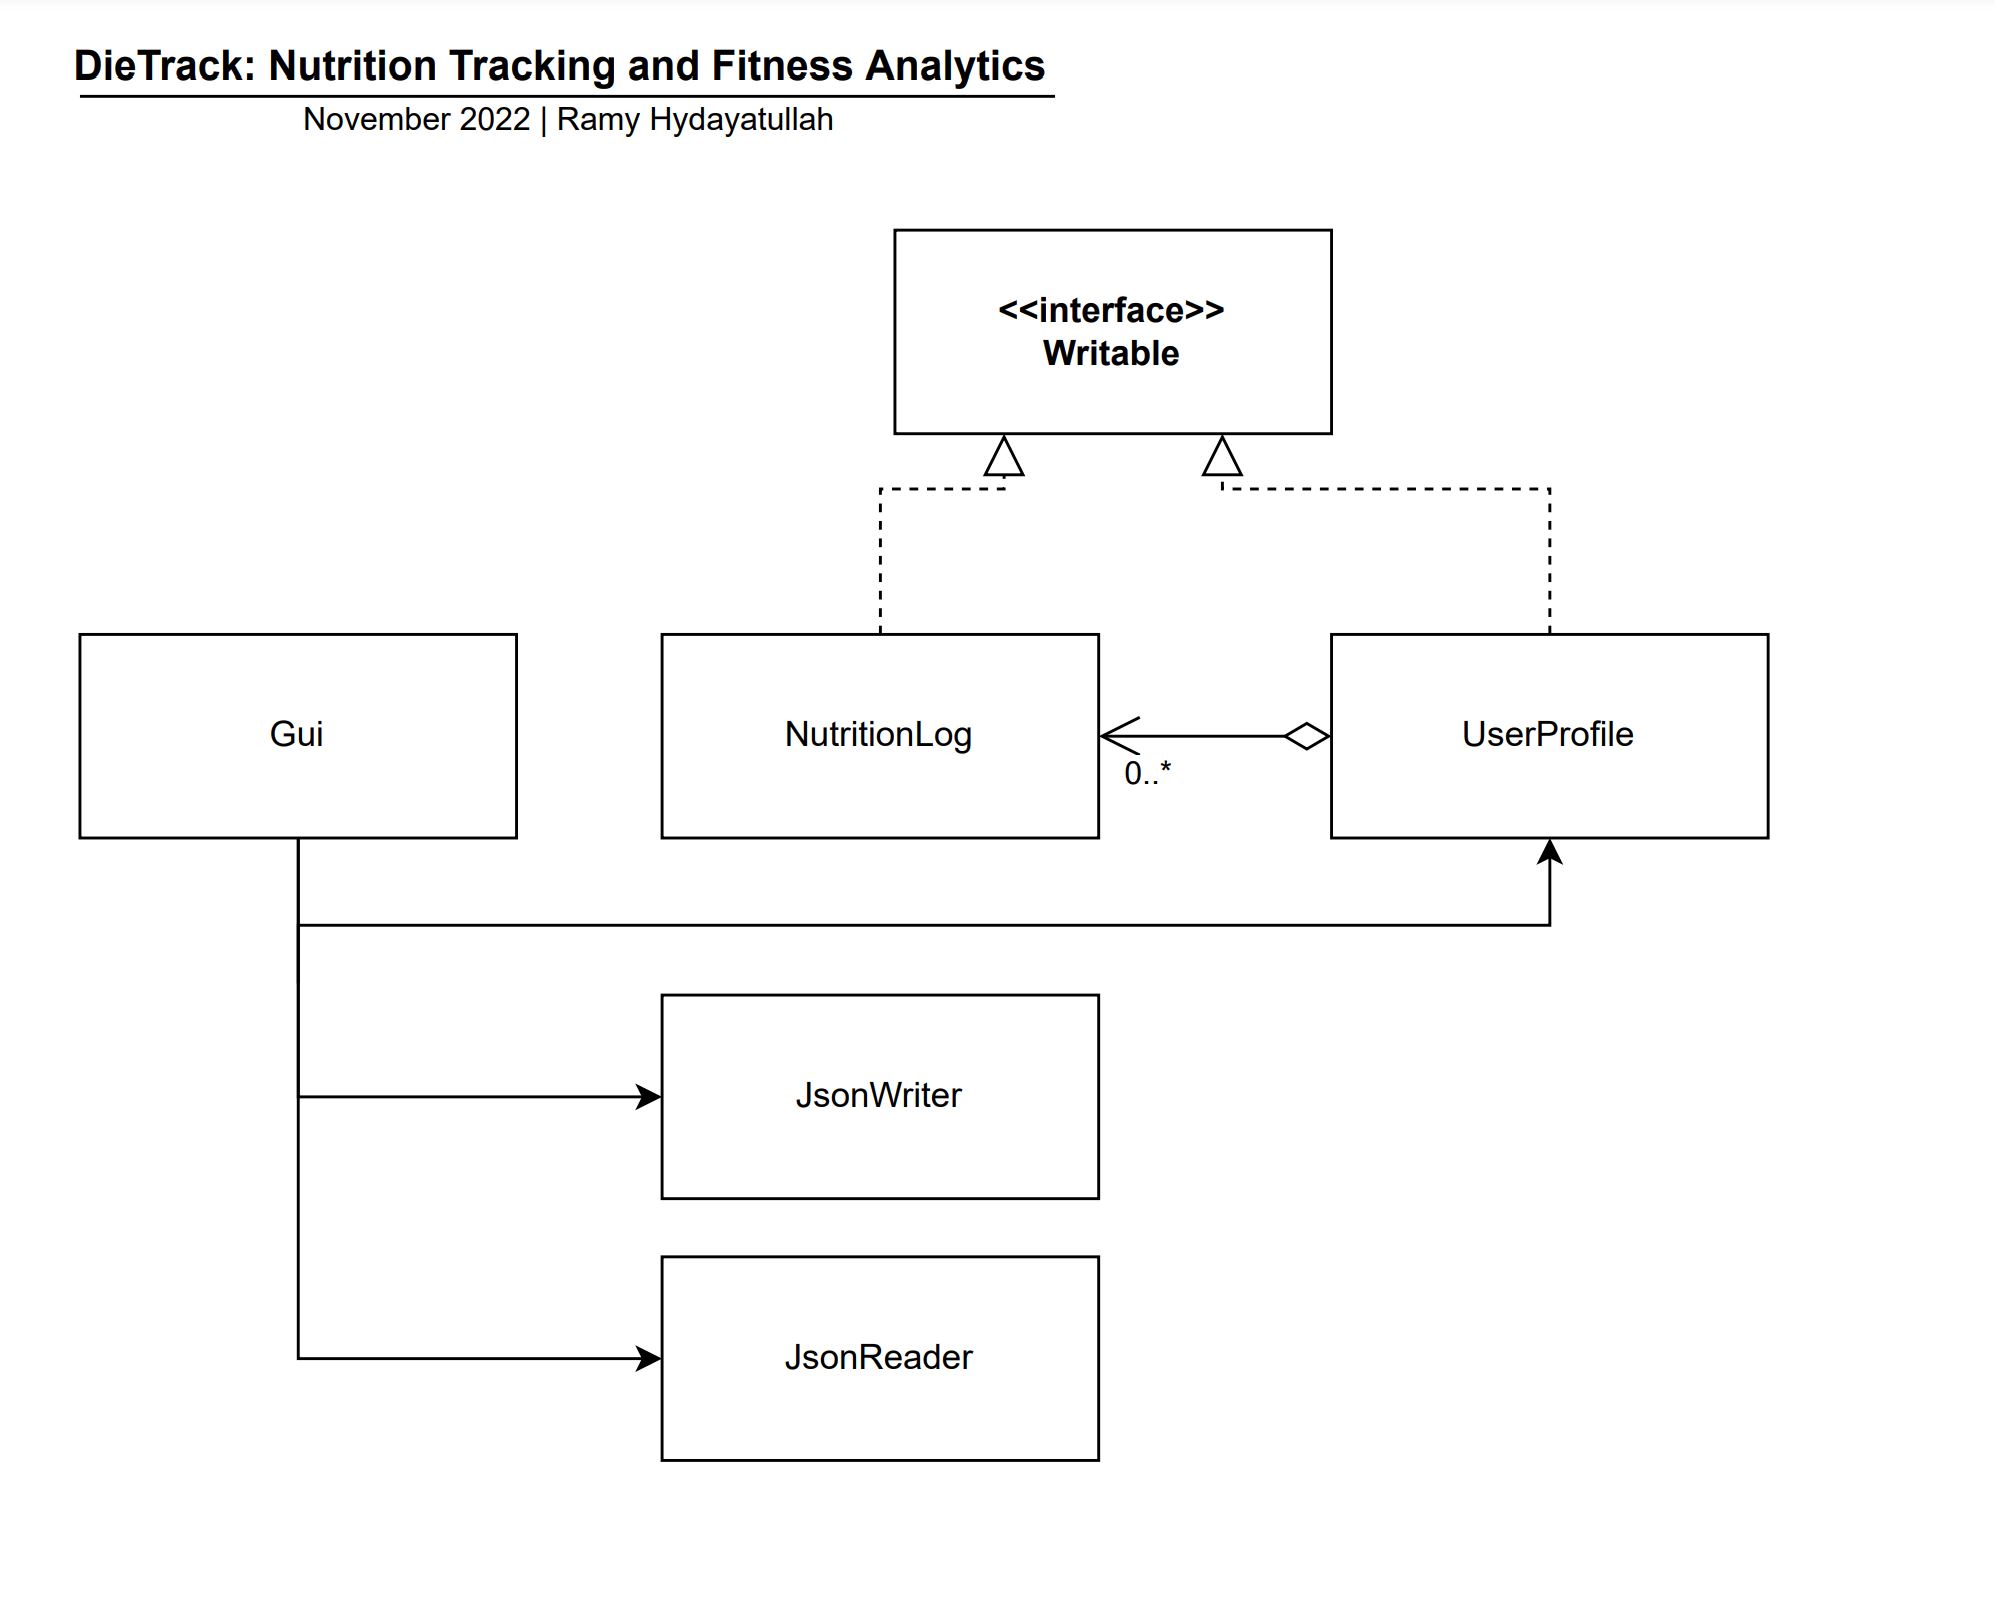 DieTrack: Nutrition Tracking and Fitness Analytics
November 2022 | Ramy Hydayatullah
<<interface>>
Writable
Gui
NutritionLog
UserProfile
0..*
JsonWriter
JsonReader